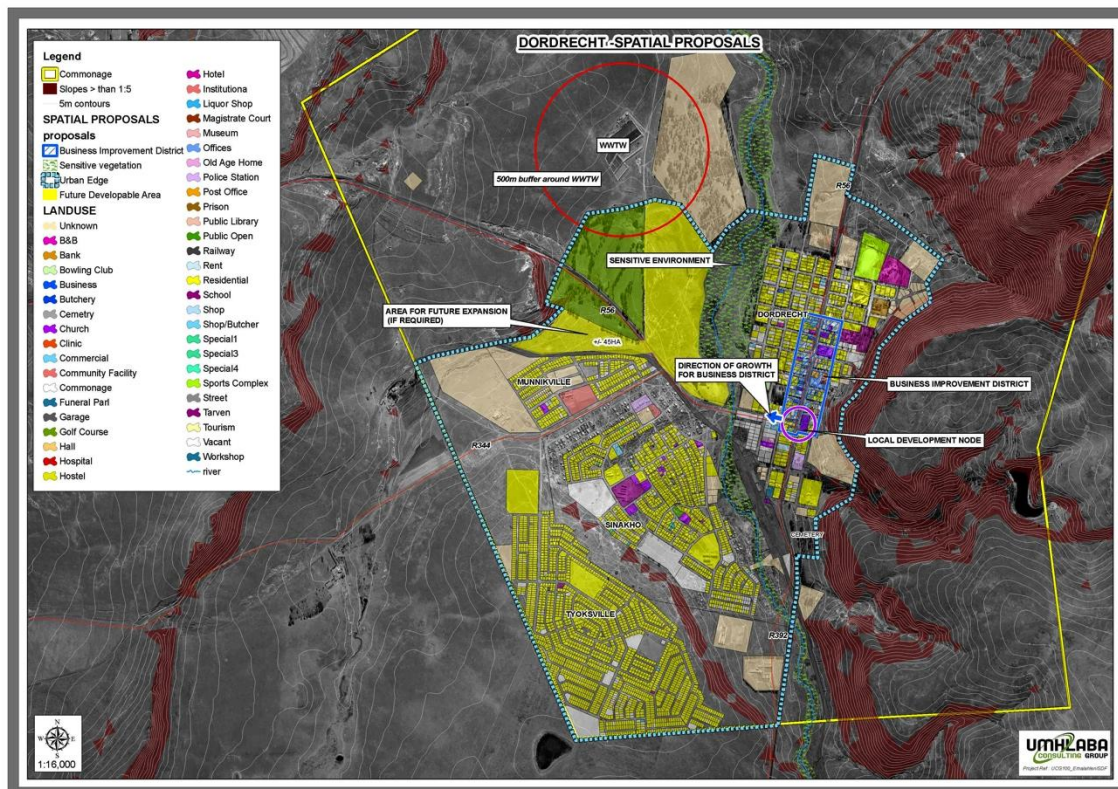 DORDRECHT -SPATIAL PROPOSALS
Legend
Commonage
Slopes > than 1:5
5m contours
SPATIAL PROPOSALS
proposals
Business Improvement District
Sensitive vegetation
Urban Edge
Future Developable Area
LANDUSE
Unknown
B&B
Bank
Bowling Club
Business
Butchery
Cemetry
Church
Clinic
Commercial
Community Facility
Commonage
Funeral Parl
Garage
Golf Course
Hall
Hospital
Hostel
Hotel
Institutiona
Liquor Shop
Magistrate Court
Museum
Offices
Old Age Home
Police Station
Post Office
Prison
Public Library
Public Open
Railway
Rent
Residential
School
Shop
Shop/Butcher
Special1
Special3
Special4
Sports Complex
Street
Tarven
Tourism
Vacant
Workshop
river
WWTW
500m buffer around WWTW
R56
SENSITIVE ENVIRONMENT
R56
AREA FOR FUTURE EXPANSION
(IF REQUIRED)
+/- 45HA
DORDRECHT
DIRECTION OF GROWTH
FOR BUSINESS DISTRICT
MUNNIKVILLE
BUSINESS IMPROVEMENT DISTRICT
R344
LOCAL DEVELOPMENT NODE
SINAKHO
CEMETERY
TYOKSVILLE
R392
N
W E
S
1:16,000
UMHLABA
CONSULTING GROUP